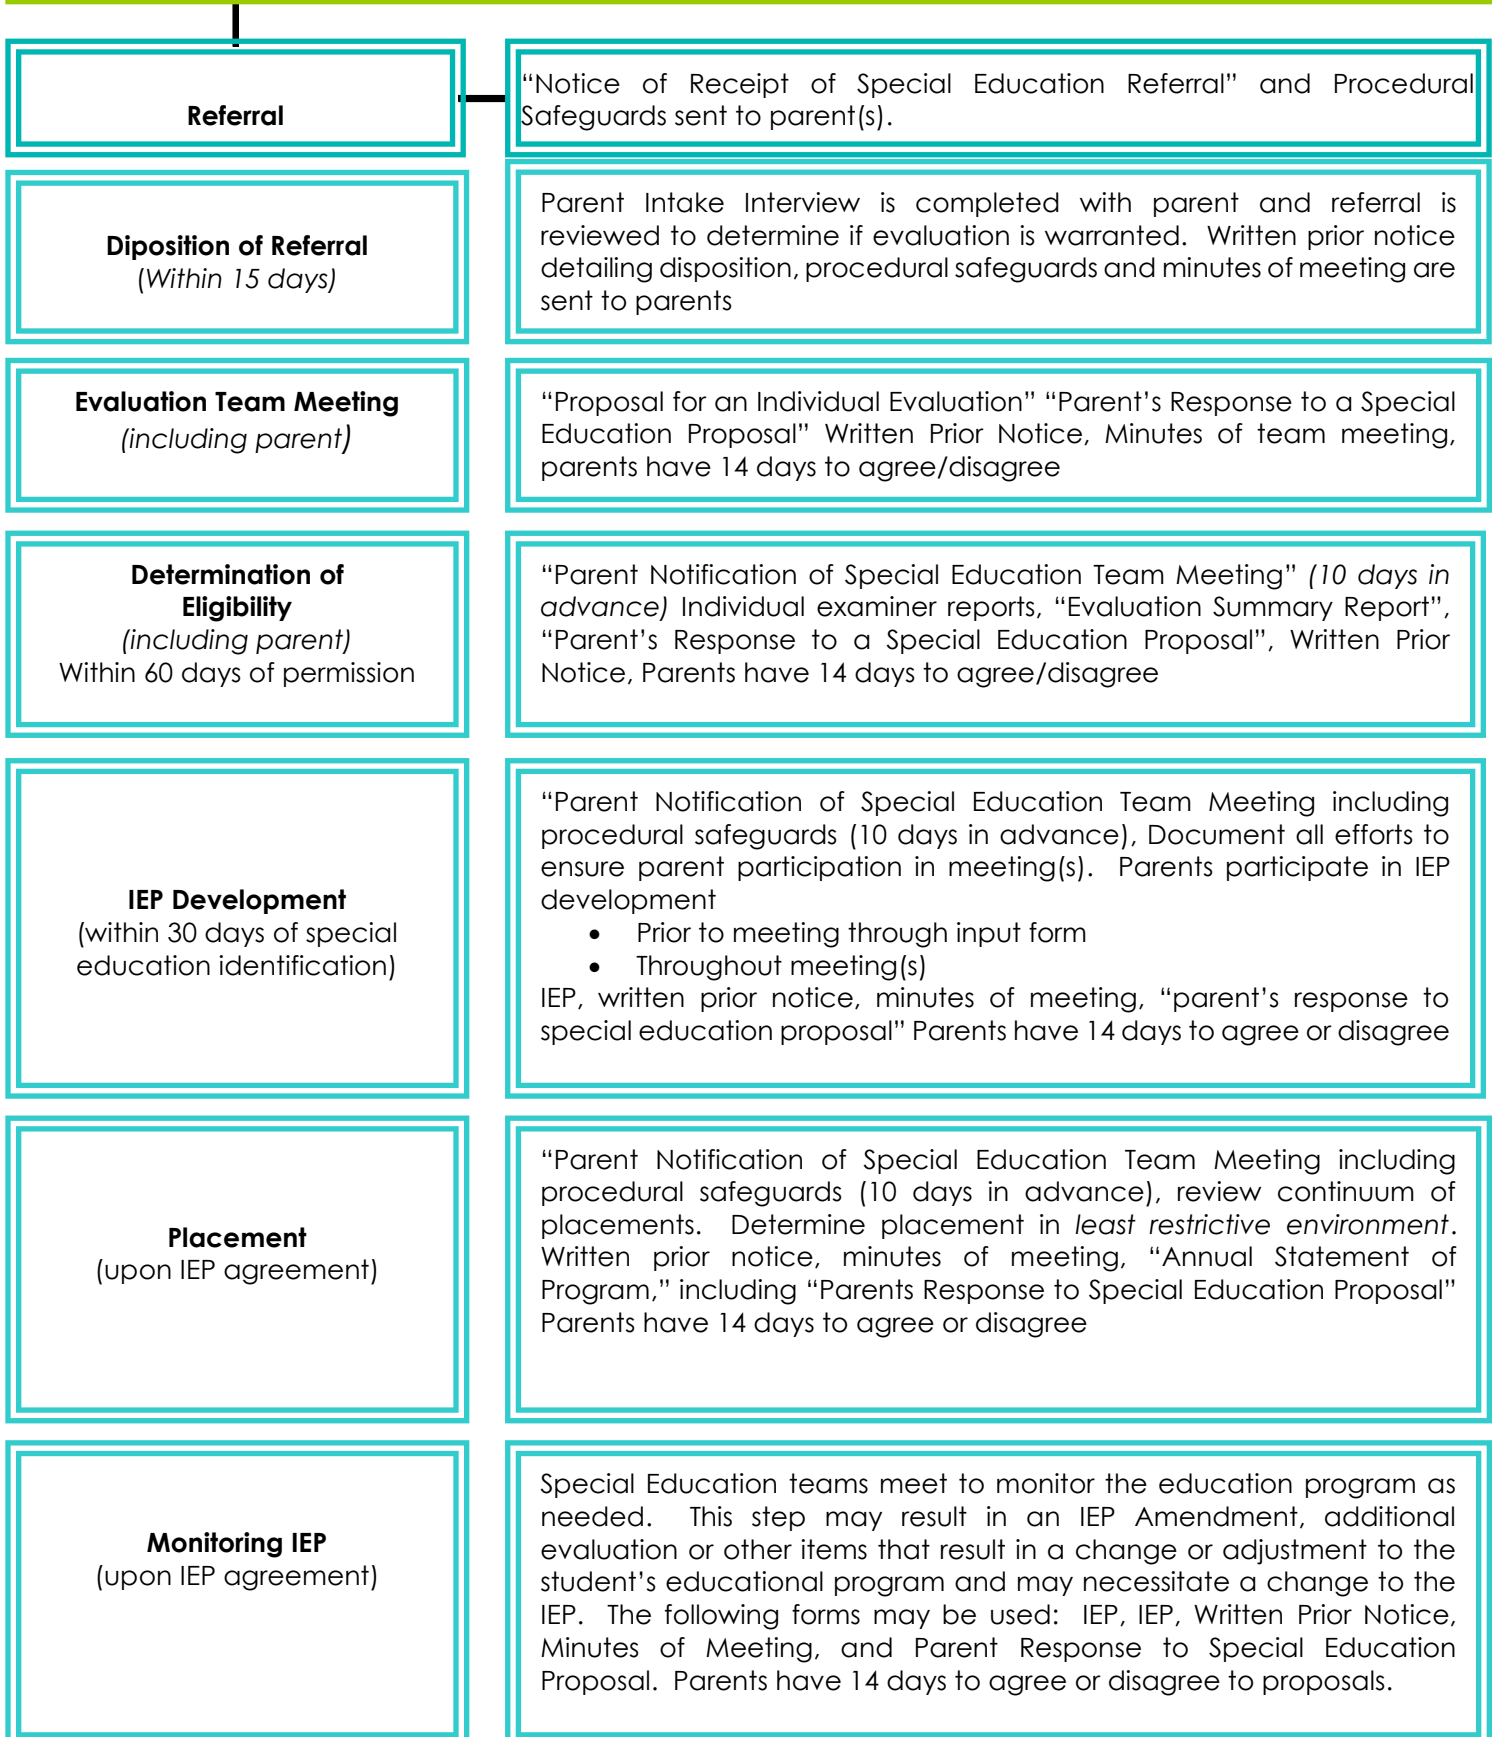 Referral
“Notice of Receipt of Special Education Referral” and Procedural
Safeguards sent to parent(s).
Diposition of Referral
(Within 15 days)
Parent Intake Interview is completed with parent and referral is
reviewed to determine if evaluation is warranted. Written prior notice
detailing disposition, procedural safeguards and minutes of meeting are
sent to parents
Evaluation Team Meeting
(including parent)
“Proposal for an Individual Evaluation” “Parent’s Response to a Special
Education Proposal” Written Prior Notice, Minutes of team meeting,
parents have 14 days to agree/disagree
Determination of
Eligibility
(including parent)
Within 60 days of permission
“Parent Notification of Special Education Team Meeting” (10 days in
advance) Individual examiner reports, “Evaluation Summary Report”,
“Parent’s Response to a Special Education Proposal”, Written Prior
Notice, Parents have 14 days to agree/disagree
IEP Development
(within 30 days of special
education identification)
“Parent Notification of Special Education Team Meeting including
procedural safeguards (10 days in advance), Document all efforts to
ensure parent participation in meeting(s). Parents participate in IEP
development
• Prior to meeting through input form
• Throughout meeting(s)
IEP, written prior notice, minutes of meeting, “parent’s response to
special education proposal” Parents have 14 days to agree or disagree
Placement
(upon IEP agreement)
“Parent Notification of Special Education Team Meeting including
procedural safeguards (10 days in advance), review continuum of
placements. Determine placement in least restrictive environment.
Written prior notice, minutes of meeting, “Annual Statement of
Program,” including “Parents Response to Special Education Proposal”
Parents have 14 days to agree or disagree
Monitoring IEP
(upon IEP agreement)
Special Education teams meet to monitor the education program as
needed. This step may result in an IEP Amendment, additional
evaluation or other items that result in a change or adjustment to the
student’s educational program and may necessitate a change to the
IEP. The following forms may be used: IEP, IEP, Written Prior Notice,
Minutes of Meeting, and Parent Response to Special Education
Proposal. Parents have 14 days to agree or disagree to proposals.